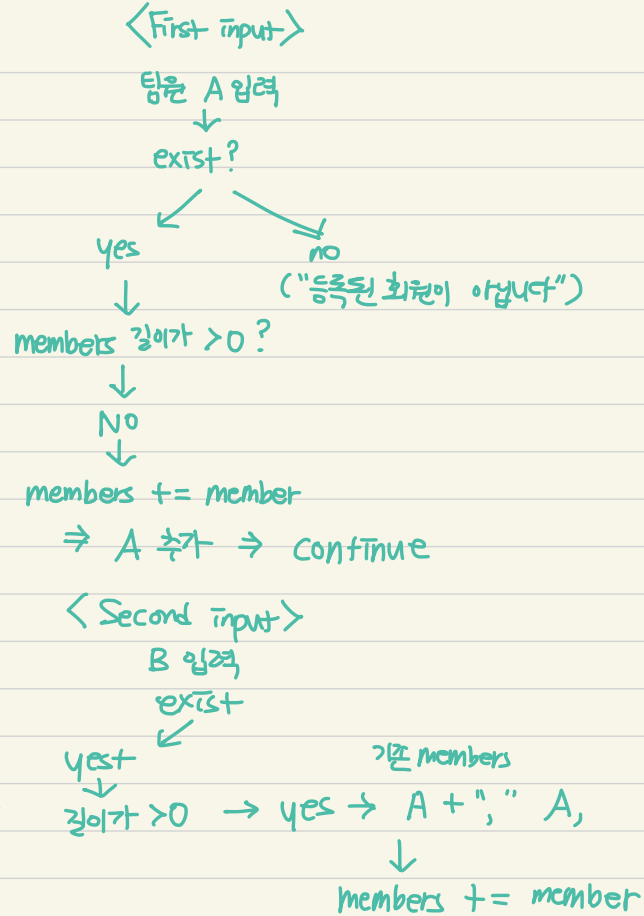 <First input>
팀원 A 입력
exist?
yes
no
("등록된 회원이 아닙니다")
members 길이가 >0?
No
members += member
⇒ A 추가 → continue
<Second input>
B 입력
exist
yes
기존 members
길이가 >0 → yes → A + "," A,
members += member